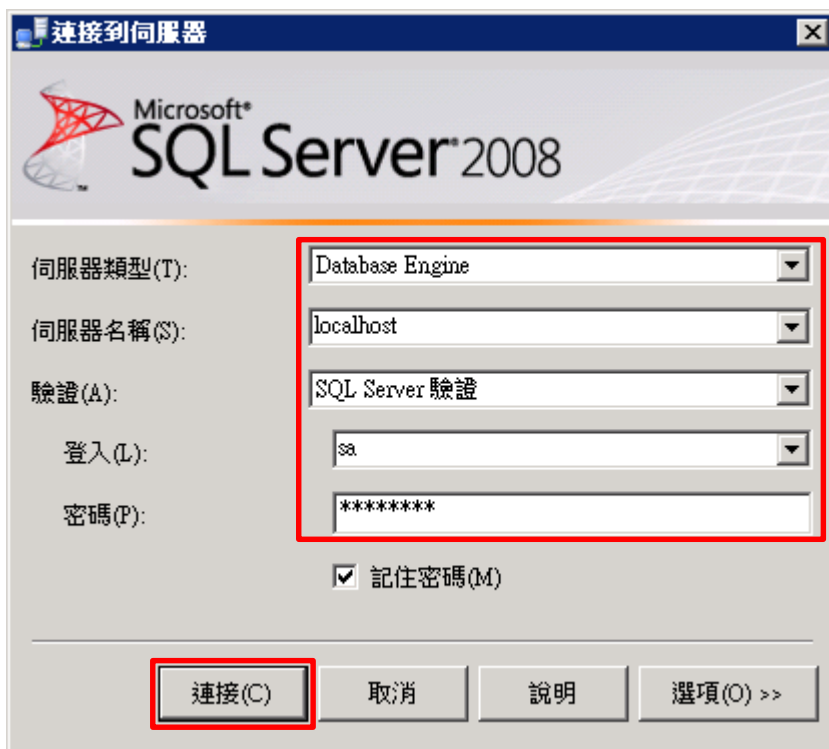 連接到伺服器
Microsoft®
SQL Server® 2008
伺服器類型(T): Database Engine
伺服器名稱(S): localhost
驗證(A): SQL Server 驗證
登入(L): sa
密碼(P): ********
記住密碼(M)
連接(C) 取消 說明 選項(O) >>